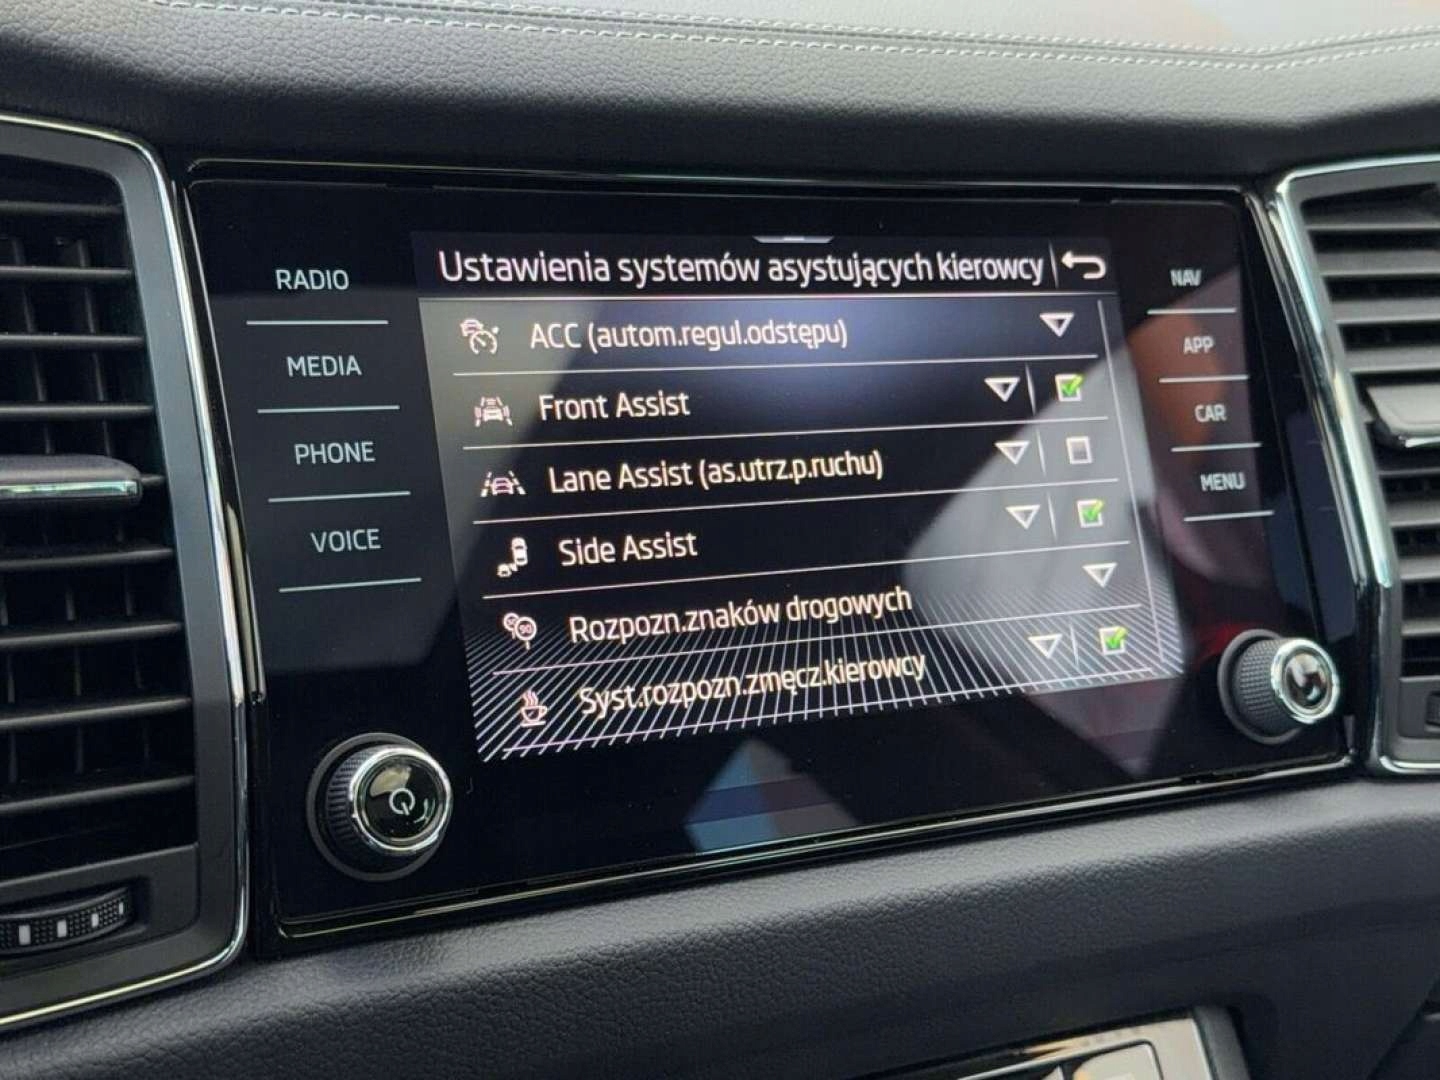 RADIO
MEDIA
PHONE
VOICE
Ustawienia systemów asystujących kierowcy
ACC (autom.regul.odstępu)
Front Assist
Lane Assist (as.utrz.p.ruchu)
Side Assist
Rozpozn.znaków drogowych
Syst.rozpozn.zmęcz.kierowcy
NAV
APP
CAR
MENU